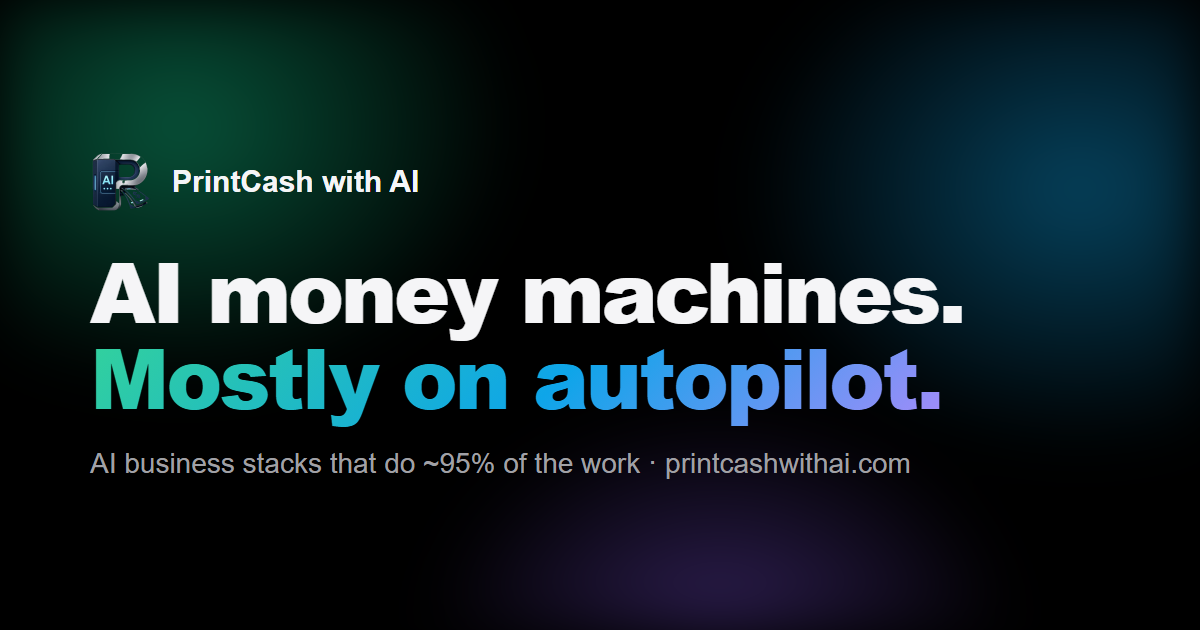 AI
PrintCash with AI
AI money machines.
Mostly on autopilot.
AI business stacks that do ~95% of the work · printcashwithai.com